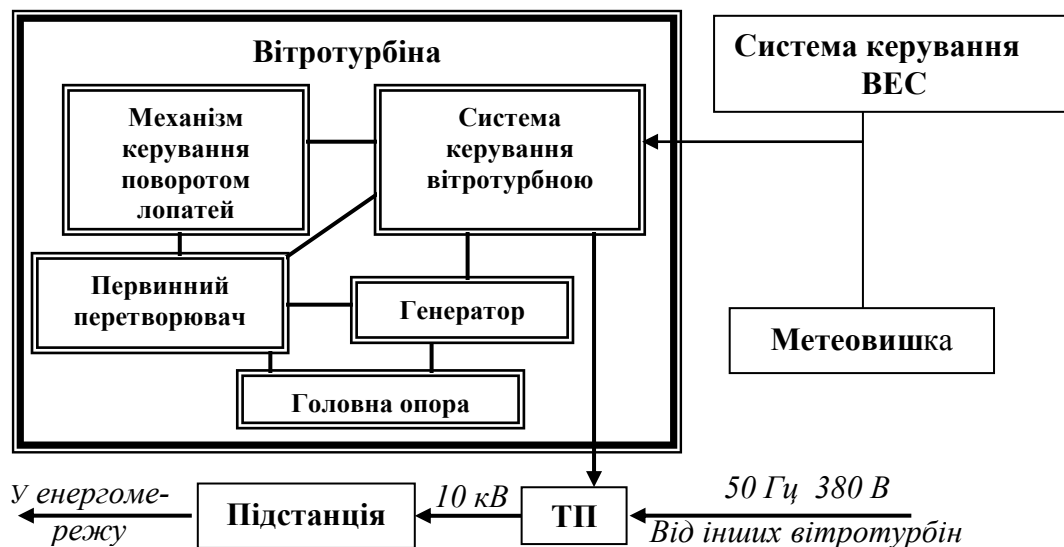 Вітротурбіна
Система керування
ВЕС
Механізм
керування
поворотом
лопатей
Система
керування
вітротурбною
Первинний
перетворювач
Генератор
Головна опора
Метеовишка
У енергоме-
режу
Підстанція
10 кВ
ТП
50 Гц 380 В
Від інших вітротурбін